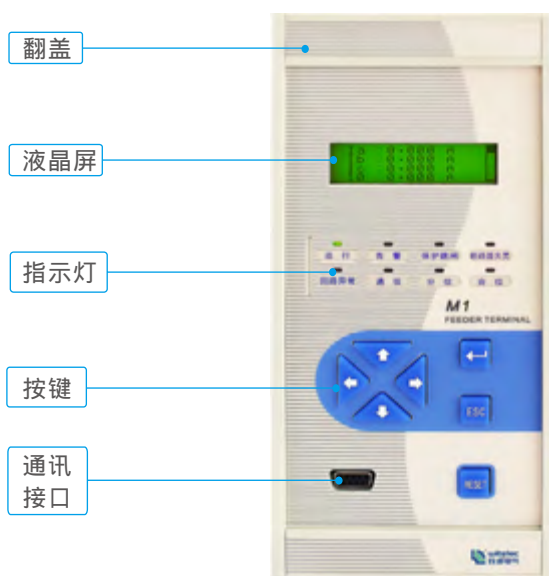 翻盖
液晶屏
指示灯
运行 告警 保护跳闸
通信 分位 合位
M1
FEEDER TERMINAL
按键
ESC
通讯
接口
RESET